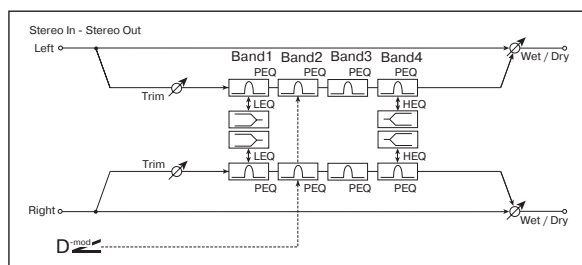 Stereo In - Stereo Out
Left
Band1 Band2 Band3 Band4
PEQ PEQ PEQ PEQ
Wet / Dry
Trim
LEQ HEQ
LEQ HEQ
Trim
PEQ PEQ PEQ PEQ
Right
Wet / Dry
D-mod